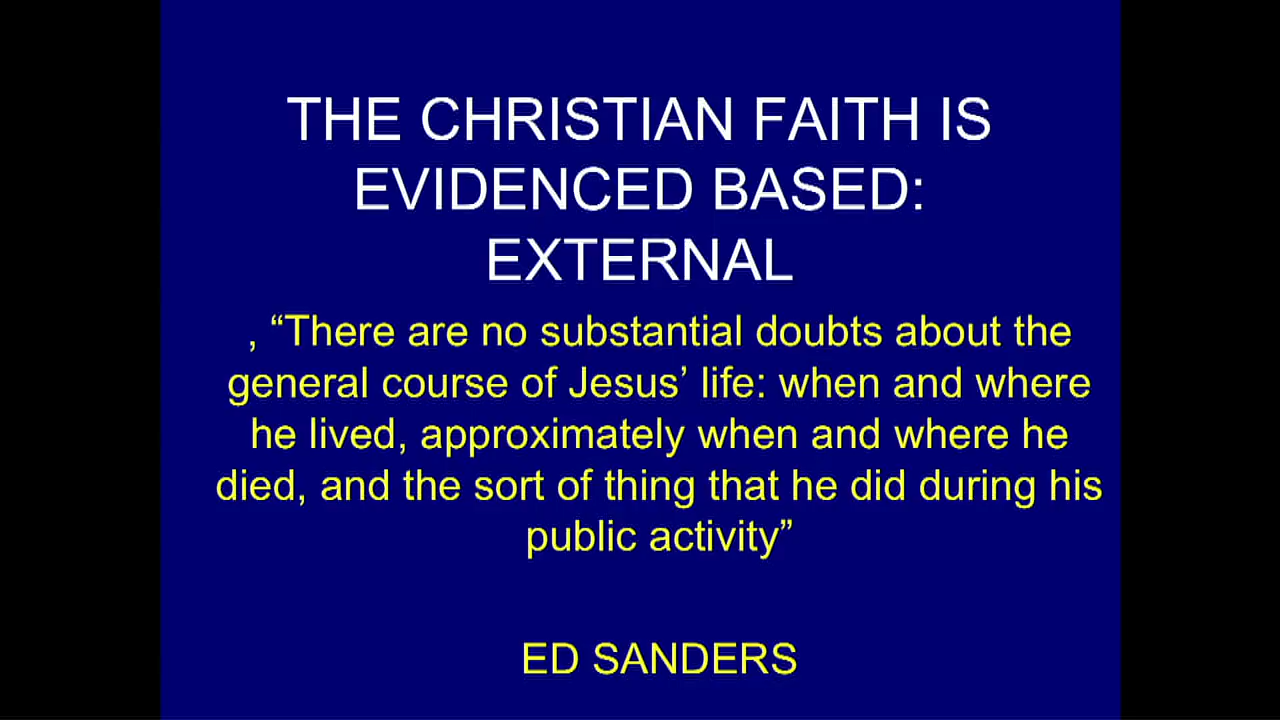 THE CHRISTIAN FAITH IS
EVIDENCED BASED:
EXTERNAL
, “There are no substantial doubts about the
general course of Jesus’ life: when and where
he lived, approximately when and where he
died, and the sort of thing that he did during his
public activity”
ED SANDERS